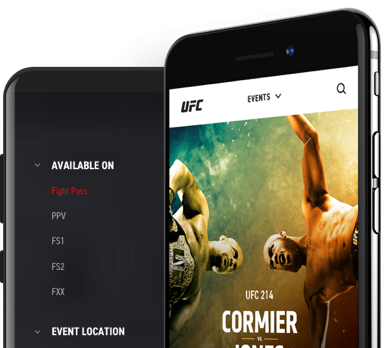 AVAILABLE ON
Fight Pass
PPV
FS1
FS2
FXX
EVENT LOCATION
UFC
EVENTS
UFC 214
CORMIER
VS
JONES